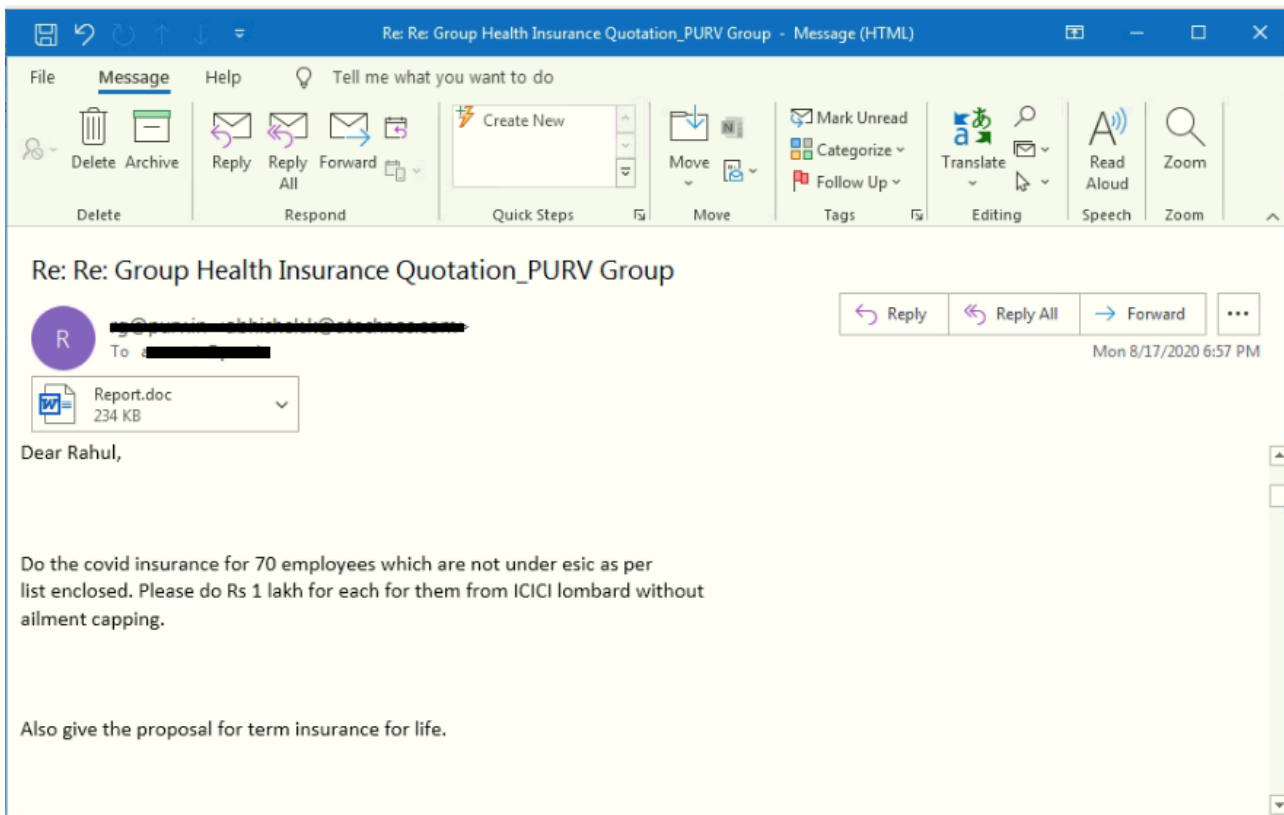 Re: Re: Group Health Insurance Quotation_PURV Group - Message (HTML)
File Message Help Tell me what you want to do
Delete Archive
Reply Reply All Forward
Create New
Move
Mark Unread
Categorize
Follow Up
Translate
Read Aloud
Zoom
Delete Respond Quick Steps Move Tags Editing Speech Zoom
Re: Re: Group Health Insurance Quotation_PURV Group
R
To
Reply Reply All Forward
Mon 8/17/2020 6:57 PM
Report.doc
234 KB
Dear Rahul,
Do the covid insurance for 70 employees which are not under esic as per
list enclosed. Please do Rs 1 lakh for each for them from ICICI lombard without
ailment capping.
Also give the proposal for term insurance for life.